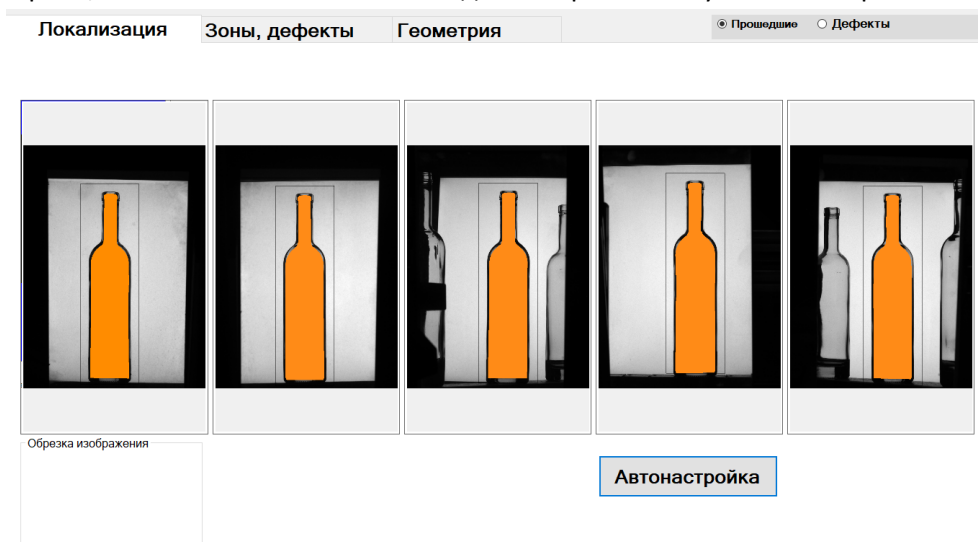 Локализация
Зоны, дефекты
Геометрия
Прошедшие
Дефекты
Обрезка изображения
Автонастройка